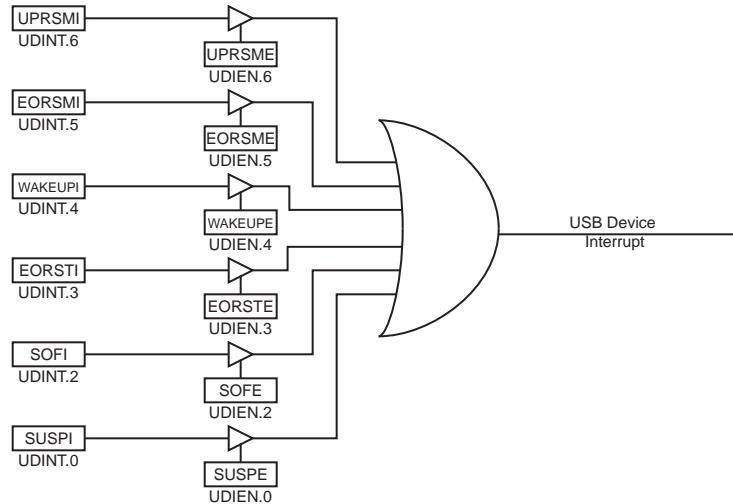 UPRSMI
UDINT.6
UPRSME
UDIEN.6
EORSMI
UDINT.5
EORSME
UDIEN.5
WAKEUPI
UDINT.4
WAKEUPE
UDIEN.4
EORSTI
UDINT.3
EORSTE
UDIEN.3
SOFI
UDINT.2
SOFE
UDIEN.2
SUSPI
UDINT.0
SUSPE
UDIEN.0
USB Device
Interrupt